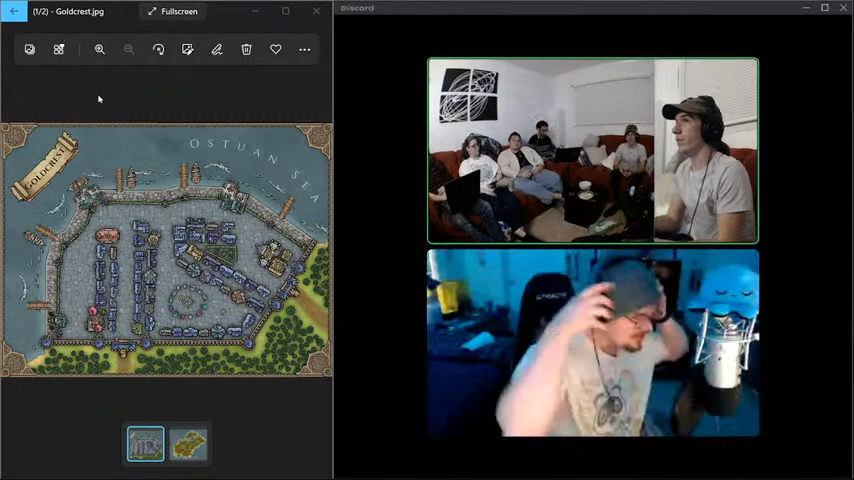 (1/2) - Goldcrest.jpg
Fullscreen
Discord
GOLDCREST
OSTUAN SEA